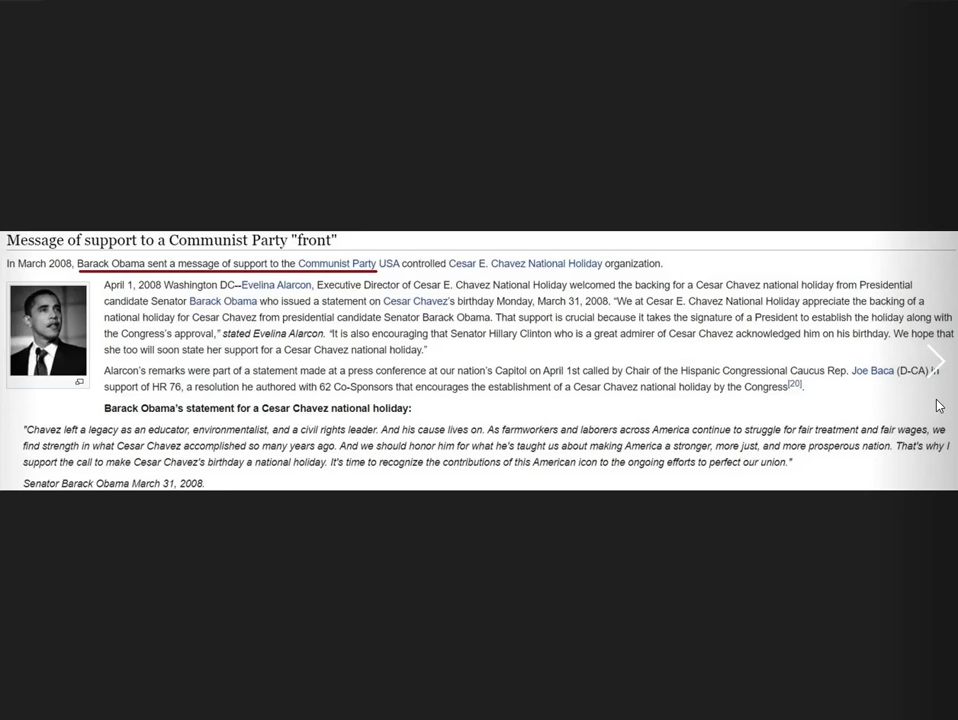 Message of support to a Communist Party "front"
In March 2008, Barack Obama sent a message of support to the Communist Party USA controlled Cesar E. Chavez National Holiday organization.
April 1, 2008 Washington DC--Evelina Alarcon, Executive Director of Cesar E. Chavez National Holiday welcomed the backing for a Cesar Chavez national holiday from Presidential
candidate Senator Barack Obama who issued a statement on Cesar Chavez's birthday Monday, March 31, 2008. “We at Cesar E. Chavez National Holiday appreciate the backing of a
national holiday for Cesar Chavez from presidential candidate Senator Barack Obama. That support is crucial because it takes the signature of a President to establish the holiday along with
the Congress’s approval,” stated Evelina Alarcon. “It is also encouraging that Senator Hillary Clinton who is a great admirer of Cesar Chavez acknowledged him on his birthday. We hope that
she too will soon state her support for a Cesar Chavez national holiday.”
Alarcon’s remarks were part of a statement made at a press conference at our nation’s Capitol on April 1st called by Chair of the Hispanic Congressional Caucus Rep. Joe Baca (D-CA) in
support of HR 76, a resolution he authored with 62 Co-Sponsors that encourages the establishment of a Cesar Chavez national holiday by the Congress[20].
Barack Obama’s statement for a Cesar Chavez national holiday:
"Chavez left a legacy as an educator, environmentalist, and a civil rights leader. And his cause lives on. As farmworkers and laborers across America continue to struggle for fair treatment and fair wages, we
find strength in what Cesar Chavez accomplished so many years ago. And we should honor him for what he's taught us about making America a stronger, more just, and more prosperous nation. That's why I
support the call to make Cesar Chavez's birthday a national holiday. It's time to recognize the contributions of this American icon to the ongoing efforts to perfect our union."
Senator Barack Obama March 31, 2008.